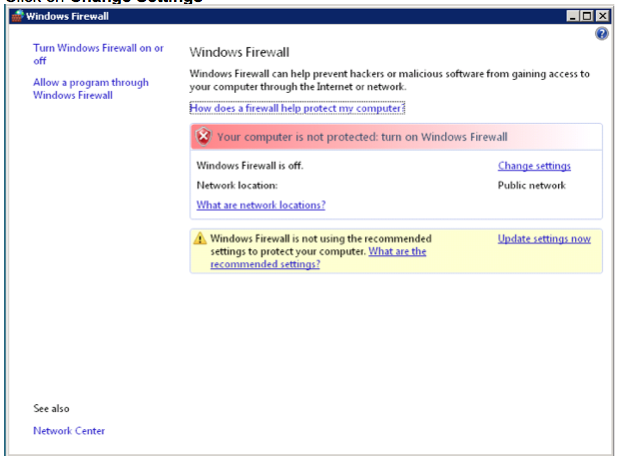 Click on Change Settings
Windows Firewall
Turn Windows Firewall on or
off
Allow a program through
Windows Firewall
Windows Firewall
Windows Firewall can help prevent hackers or malicious software from gaining access to
your computer through the Internet or network.
How does a firewall help protect my computer?
Your computer is not protected: turn on Windows Firewall
Windows Firewall is off.
Change settings
Network location:
Public network
What are network locations?
Windows Firewall is not using the recommended
settings to protect your computer. What are the
recommended settings?
Update settings now
See also
Network Center